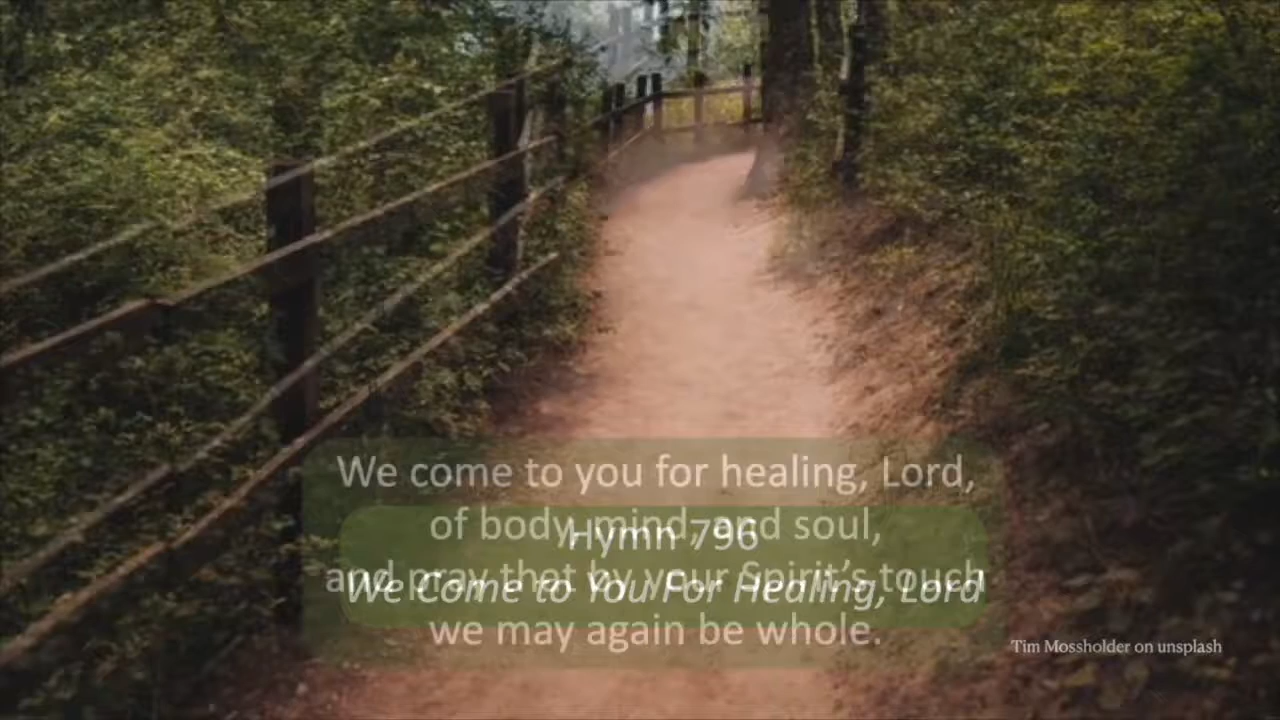 We come to you for healing, Lord,
of body, mind, and soul,
Hymn 796
and pray that by your Spirit's touch
We Come to You For Healing, Lord
we may again be whole.
Tim Mossholder on unsplash